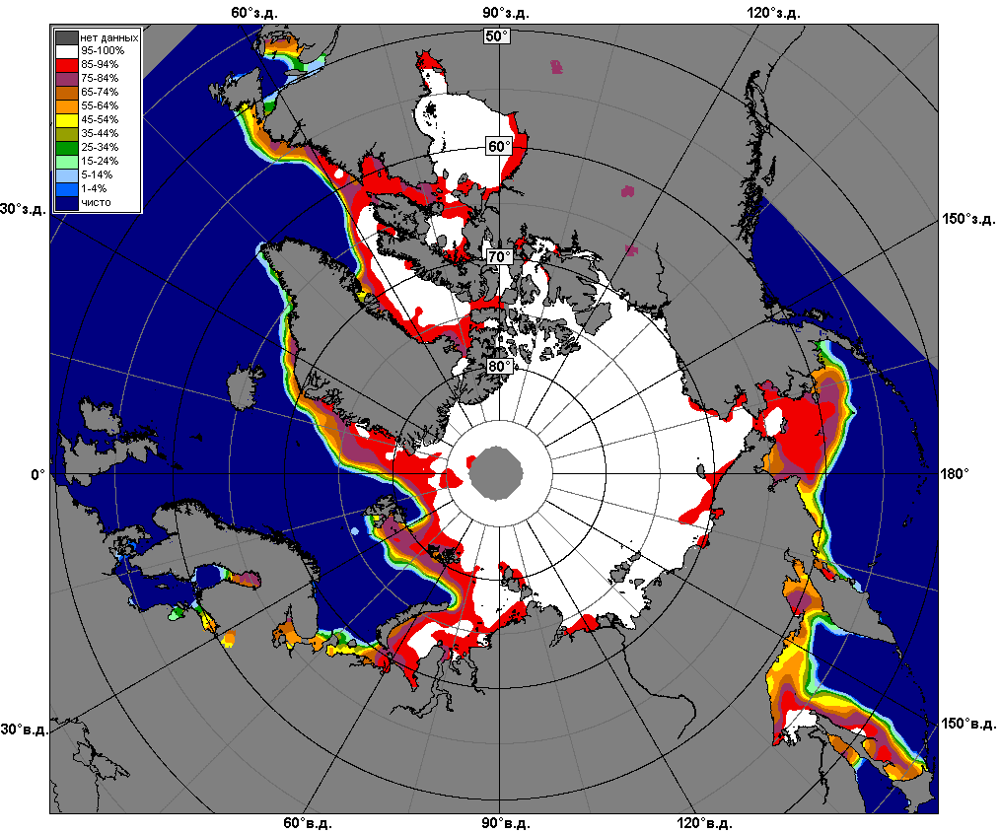 60°з.д.
90°з.д.
120°з.д.
50°
нет данных
95-100%
85-94%
75-84%
65-74%
55-64%
45-54%
35-44%
25-34%
15-24%
5-14%
1-4%
чисто
60°
30°з.д.
150°з.д.
70°
80°
0°
180°
30°в.д.
150°в.д.
60°в.д.
90°в.д.
120°в.д.